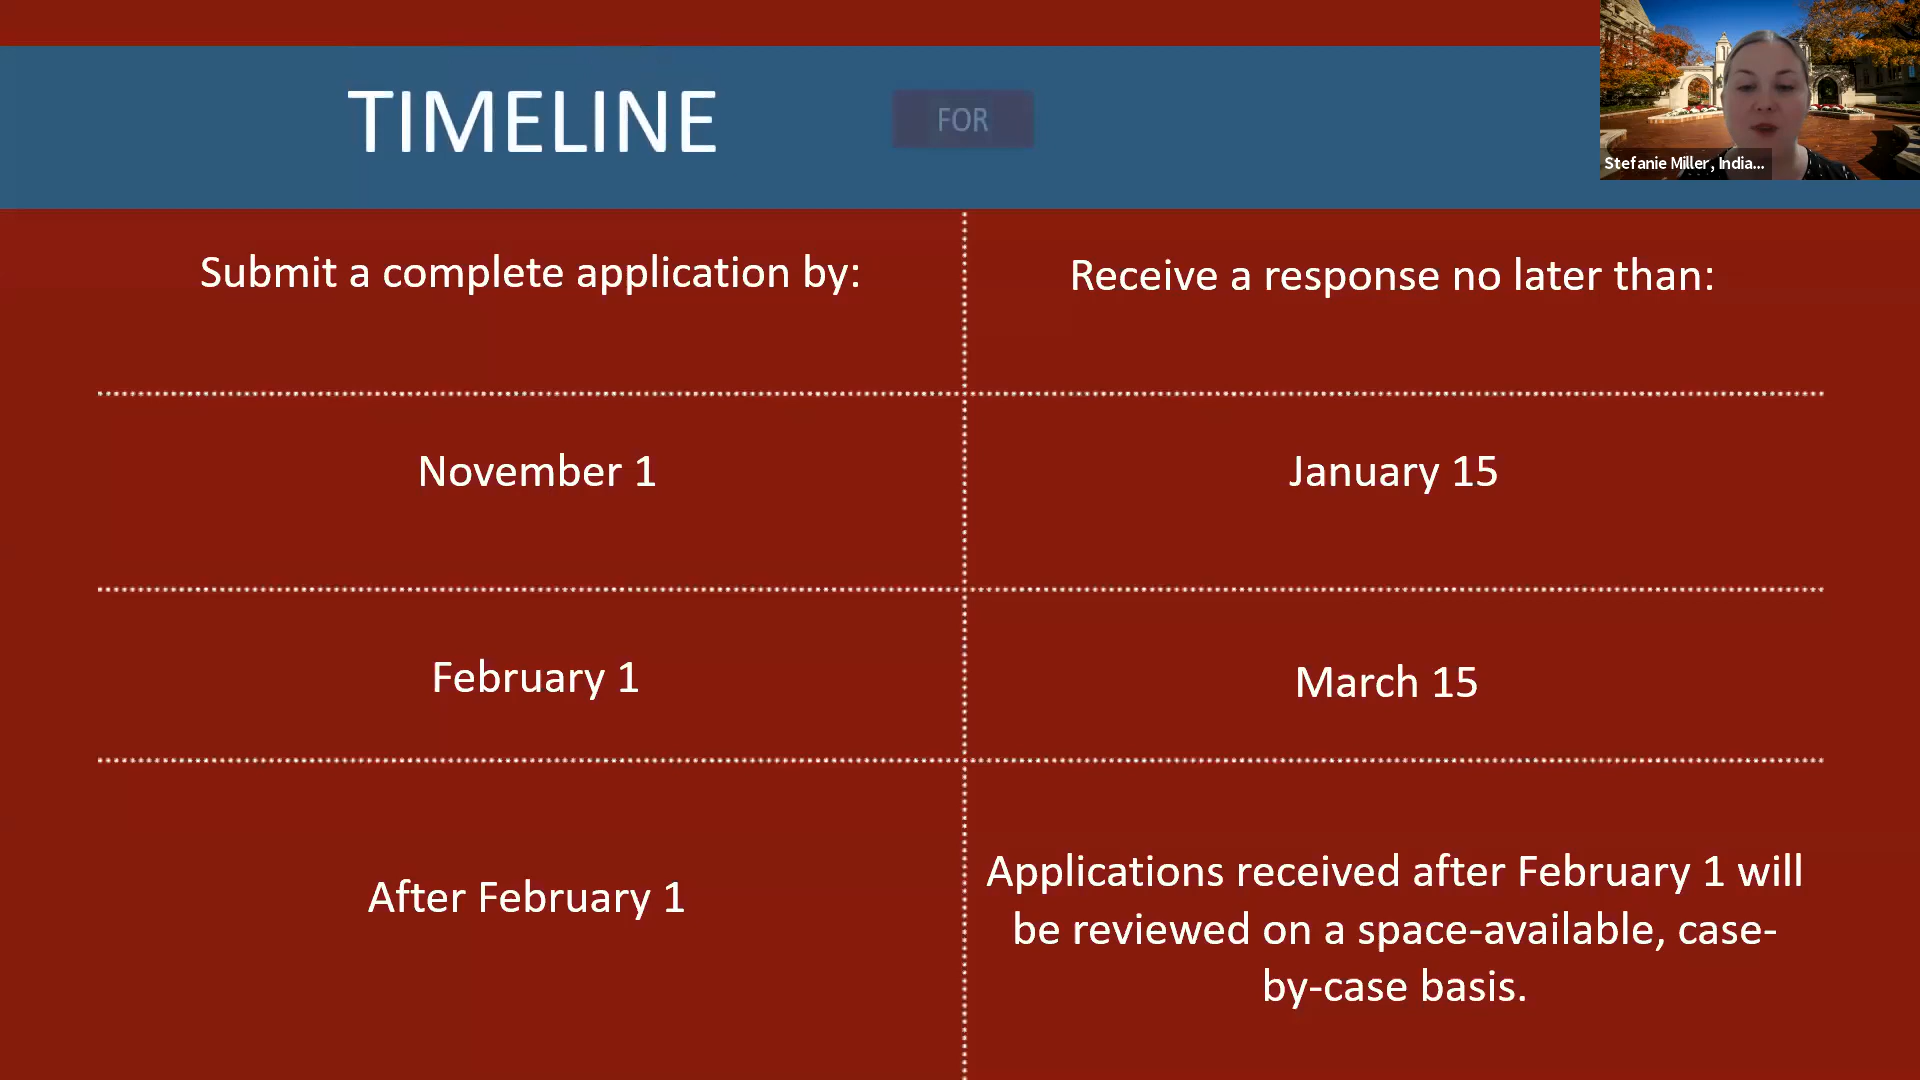 TIMELINE
FOR
Stefanie Miller, India...
Submit a complete application by:
Receive a response no later than:
November 1
January 15
February 1
March 15
After February 1
Applications received after February 1 will
be reviewed on a space-available, case-
by-case basis.